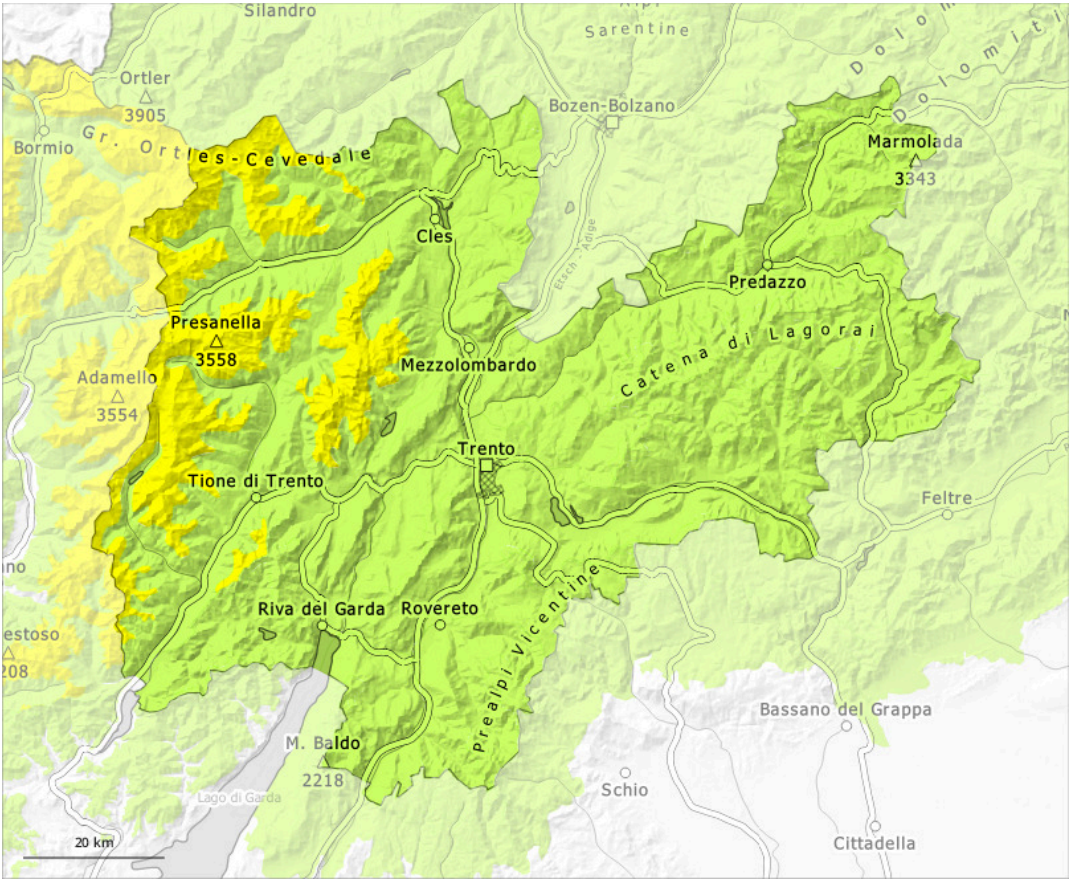 Silandro
Sarentine
Ortler
3905
Bozen-Bolzano
Bormio
Gr. Ortles-Cevedale
Marmolada
3343
Cles
Etsch - Adige
Predazzo
Presanella
3558
Catena di Lagorai
Mezzolombardo
Adamello
3554
Trento
Tione di Trento
Feltre
Riva del Garda
Rovereto
Prealpi Vicentine
208
Bassano del Grappa
M. Baldo
2218
Schio
Lago di Garda
20 km
Cittadella